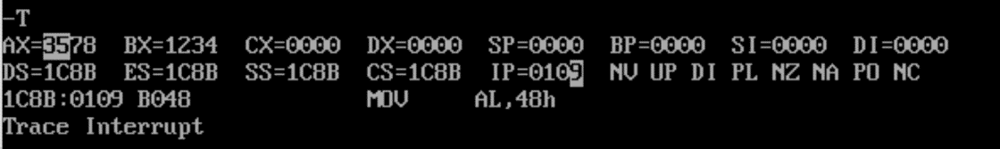 -T
AX=3578 BX=1234 CX=0000 DX=0000 SP=0000 BP=0000 SI=0000 DI=0000
DS=1C8B ES=1C8B SS=1C8B CS=1C8B IP=0109 NV UP DI PL NZ NA PO NC
1C8B:0109 B048 MOV AL,48h
Trace Interrupt